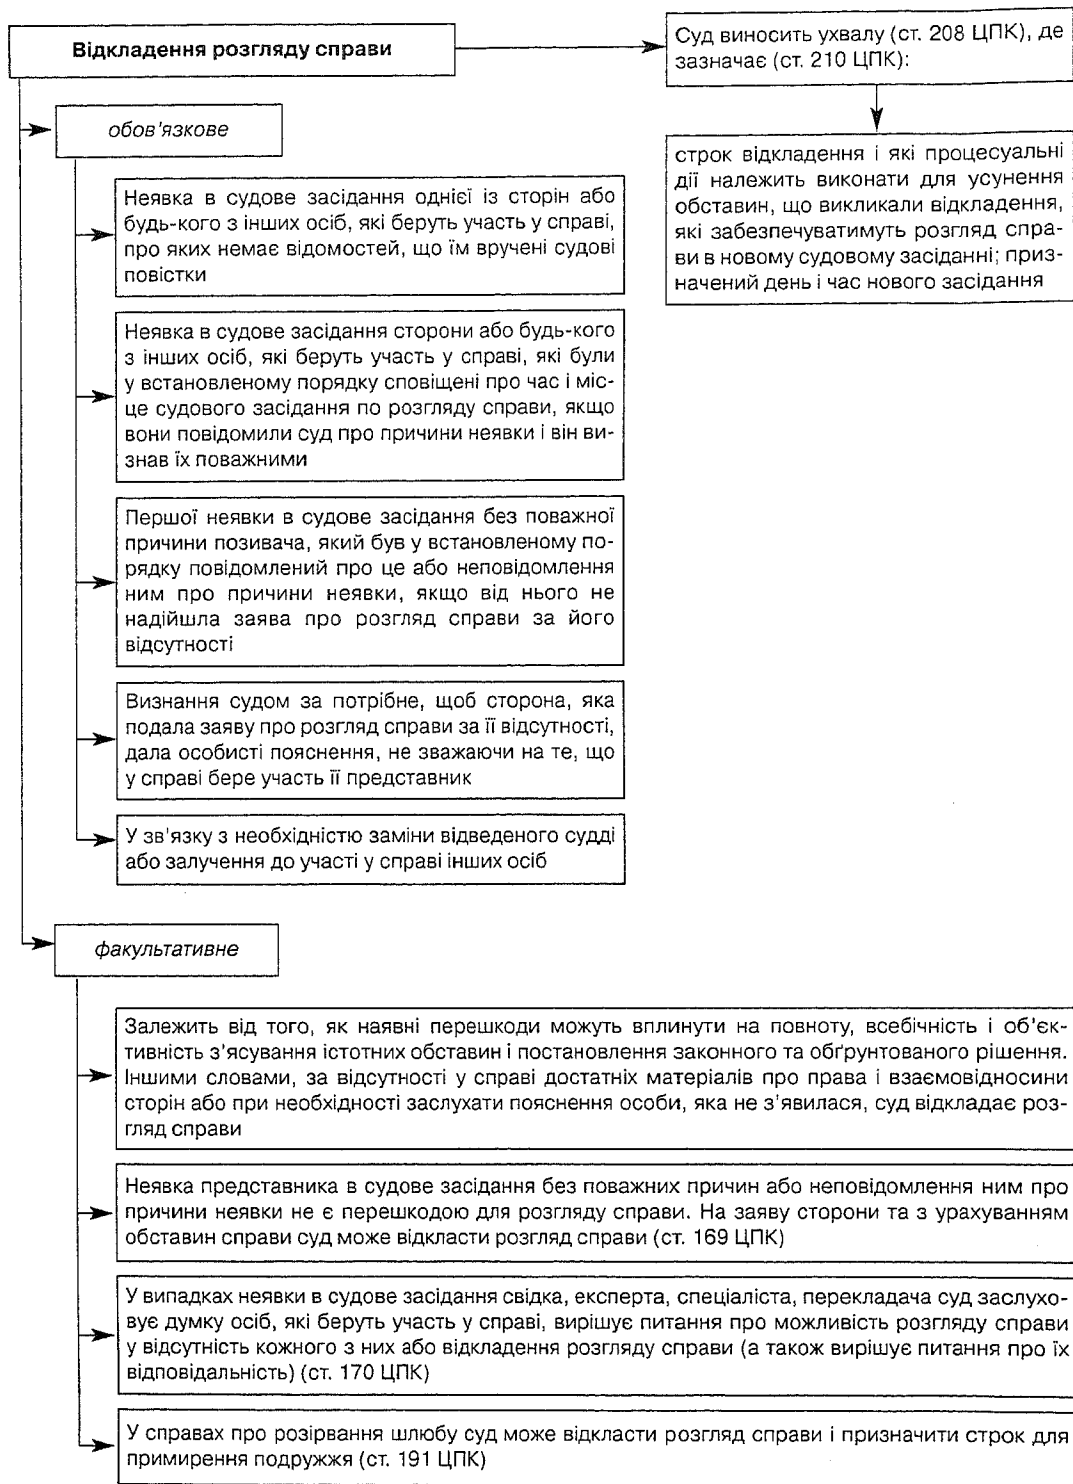 Відкладення розгляду справи
Суд виносить ухвалу (ст. 208 ЦПК), де
зазначає (ст. 210 ЦПК):
строк відкладення і які процесуальні
дії належить виконати для усунення
обставин, що викликали відкладення,
які забезпечуватимуть розгляд спра-
ви в новому судовому засіданні; приз-
начений день і час нового засідання
обов'язкове
Неявка в судове засідання однієї із сторін або
будь-кого з інших осіб, які беруть участь у справі,
про яких немає відомостей, що їм вручені судові
повістки
Неявка в судове засідання сторони або будь-кого
з інших осіб, які беруть участь у справі, які були
у встановленому порядку сповіщені про час і міс-
це судового засідання по розгляду справи, якщо
вони повідомили суд про причини неявки і він ви-
знав їх поважними
Першої неявки в судове засідання без поважної
причини позивача, який був у встановленому по-
рядку повідомлений про це або неповідомлення
ним про причини неявки, якщо від нього не
надійшла заява про розгляд справи за його
відсутності
Визнання судом за потрібне, щоб сторона, яка
подала заяву про розгляд справи за її відсутності,
дала особисті пояснення, не зважаючи на те, що
у справі бере участь її представник
У зв'язку з необхідністю заміни відведеного судді
або залучення до участі у справі інших осіб
факультативне
Залежить від того, як наявні перешкоди можуть вплинути на повноту, всебічність і об'єк-
тивність з'ясування істотних обставин і постановлення законного та обґрунтованого рішення.
Іншими словами, за відсутності у справі достатніх матеріалів про права і взаємовідносини
сторін або при необхідності заслухати пояснення особи, яка не з'явилася, суд відкладає роз-
гляд справи
Неявка представника в судове засідання без поважних причин або неповідомлення ним про
причини неявки не є перешкодою для розгляду справи. На заяву сторони та з урахуванням
обставин справи суд може відкласти розгляд справи (ст. 169 ЦПК)
У випадках неявки в судове засідання свідка, експерта, спеціаліста, перекладача суд заслухо-
вує думку осіб, які беруть участь у справі, вирішує питання про можливість розгляду справи
у відсутність кожного з них або відкладення розгляду справи (а також вирішує питання про їх
відповідальність) (ст. 170 ЦПК)
У справах про розірвання шлюбу суд може відкласти розгляд справи і призначити строк для
примирення подружжя (ст. 191 ЦПК)